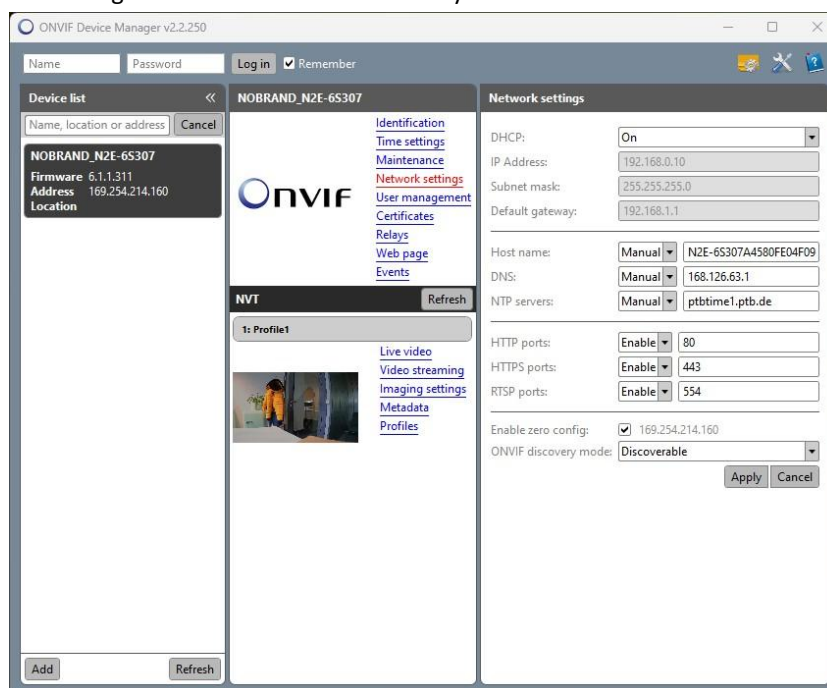 ONVIF Device Manager v2.2.250
Name Password Log in Remember
Device list «
Name, location or address Cancel
NOBRAND_N2E-6S307
Firmware 6.1.1.311
Address 169.254.214.160
Location
Add Refresh
NOBRAND_N2E-6S307
ONVIF
Identification
Time settings
Maintenance
Network settings
User management
Certificates
Relays
Web page
Events
NVT Refresh
1: Profile1
Live video
Video streaming
Imaging settings
Metadata
Profiles
Network settings
DHCP: On
IP Address: 192.168.0.10
Subnet mask: 255.255.255.0
Default gateway: 192.168.1.1
Host name: Manual N2E-6S307A4580FE04F09
DNS: Manual 168.126.63.1
NTP servers: Manual ptbtime1.ptb.de
HTTP ports: Enable 80
HTTPS ports: Enable 443
RTSP ports: Enable 554
Enable zero config: 169.254.214.160
ONVIF discovery mode: Discoverable
Apply Cancel